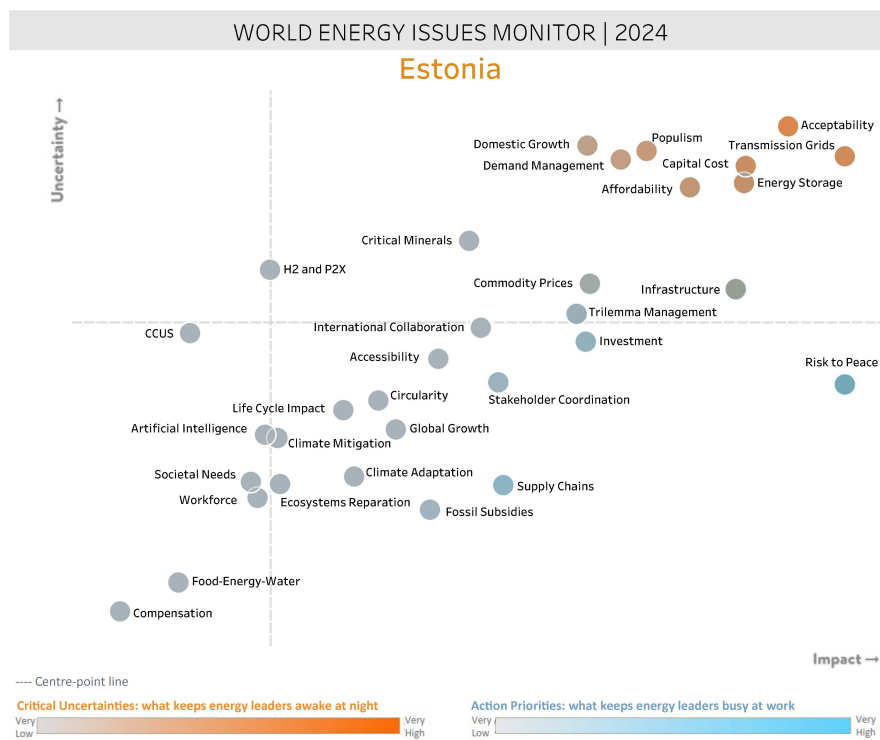 WORLD ENERGY ISSUES MONITOR | 2024
Estonia
Uncertainty →
Acceptability
Populism
Domestic Growth
Transmission Grids
Demand Management
Capital Cost
Affordability
Energy Storage
Critical Minerals
H2 and P2X
Commodity Prices
Infrastructure
Trilemma Management
International Collaboration
CCUS
Investment
Accessibility
Risk to Peace
Circularity
Stakeholder Coordination
Life Cycle Impact
Artificial Intelligence
Global Growth
Climate Mitigation
Societal Needs
Climate Adaptation
Supply Chains
Workforce
Ecosystems Reparation
Fossil Subsidies
Food-Energy-Water
Compensation
Impact →
---- Centre-point line
Critical Uncertainties: what keeps energy leaders awake at night
Very Low
Very High
Action Priorities: what keeps energy leaders busy at work
Very Low
Very High